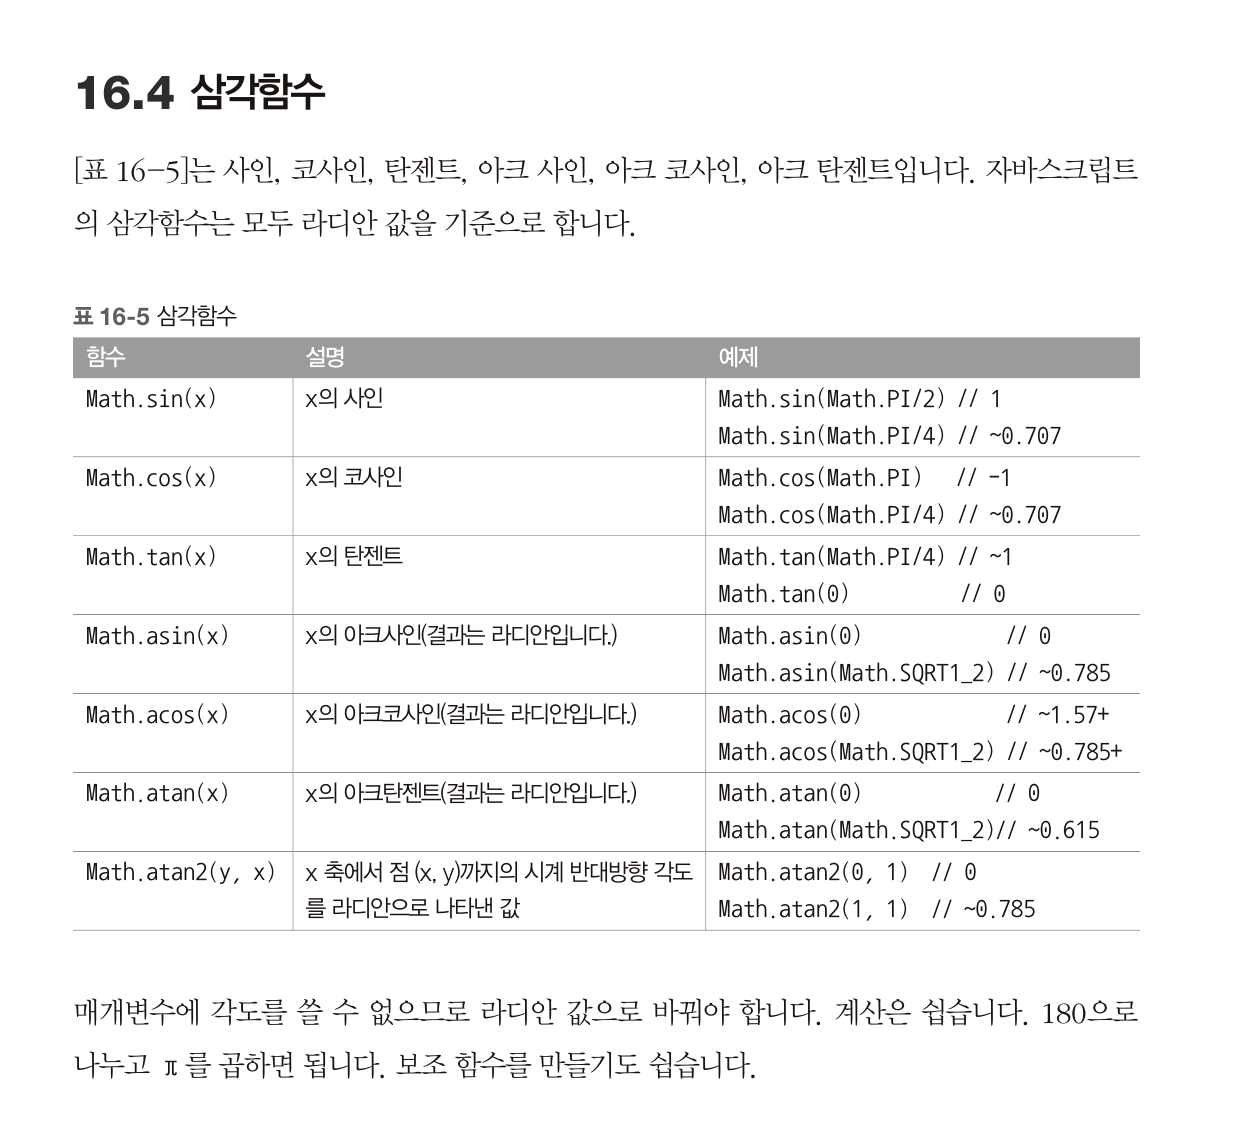 16.4 삼각함수
[표 16-5]는 사인, 코사인, 탄젠트, 아크 사인, 아크 코사인, 아크 탄젠트입니다. 자바스크립트
의 삼각함수는 모두 라디안 값을 기준으로 합니다.
표 16-5 삼각함수
함수 설명 예제
Math.sin(x) x의 사인 Math.sin(Math.PI/2) // 1
Math.sin(Math.PI/4) // ~0.707
Math.cos(x) x의 코사인 Math.cos(Math.PI) // -1
Math.cos(Math.PI/4) // ~0.707
Math.tan(x) x의 탄젠트 Math.tan(Math.PI/4) // ~1
Math.tan(0) // 0
Math.asin(x) x의 아크사인(결과는 라디안입니다.) Math.asin(0) // 0
Math.asin(Math.SQRT1_2) // ~0.785
Math.acos(x) x의 아크코사인(결과는 라디안입니다.) Math.acos(0) // ~1.57+
Math.acos(Math.SQRT1_2) // ~0.785+
Math.atan(x) x의 아크탄젠트(결과는 라디안입니다.) Math.atan(0) // 0
Math.atan(Math.SQRT1_2)// ~0.615
Math.atan2(y, x) x 축에서 점 (x, y)까지의 시계 반대방향 각도 Math.atan2(0, 1) // 0
를 라디안으로 나타낸 값 Math.atan2(1, 1) // ~0.785
매개변수에 각도를 쓸 수 없으므로 라디안 값으로 바꿔야 합니다. 계산은 쉽습니다. 180으로
나누고 π를 곱하면 됩니다. 보조 함수를 만들기도 쉽습니다.